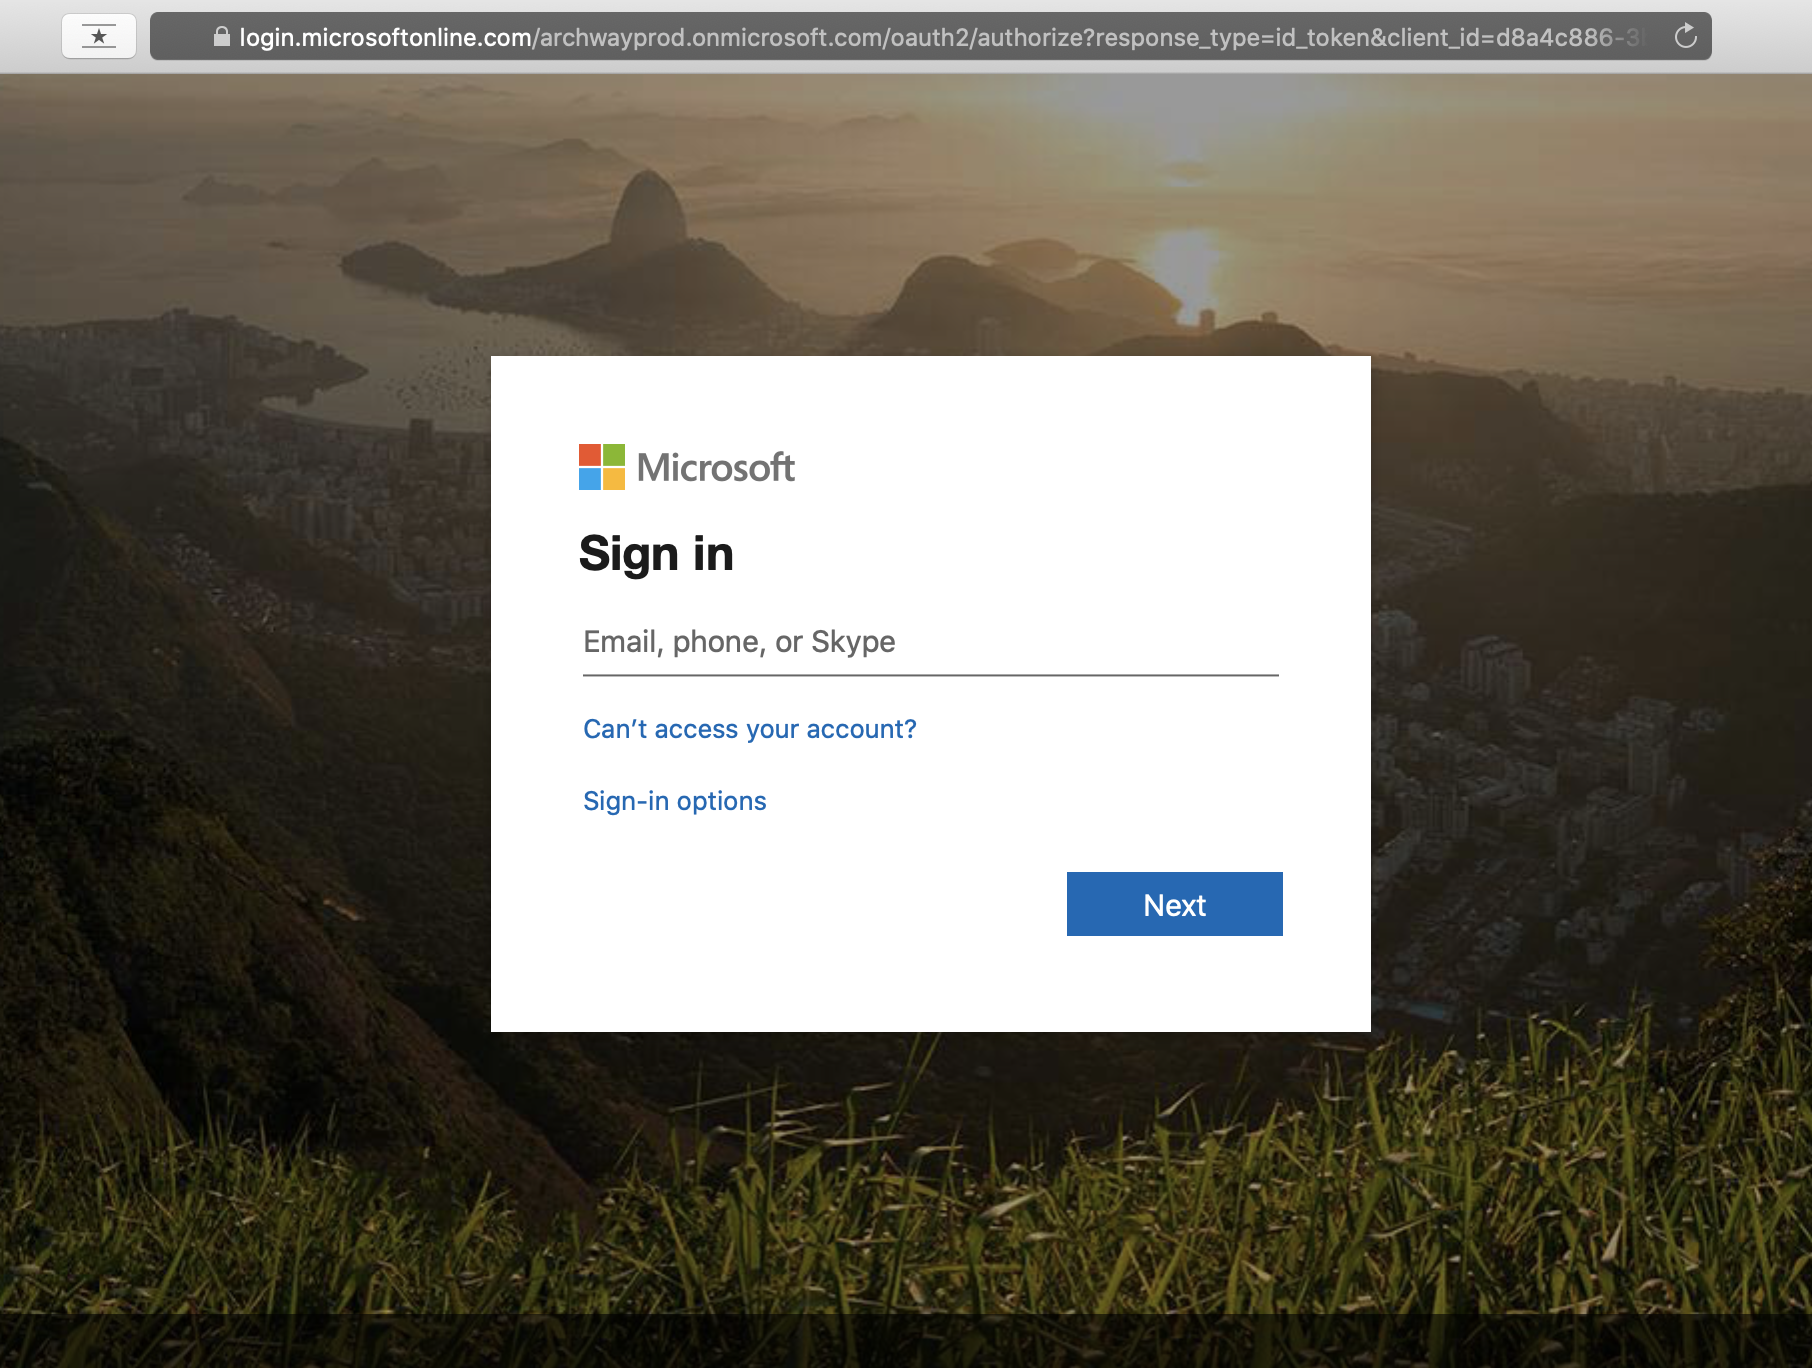 login.microsoftonline.com/archwayprod.onmicrosoft.com/oauth2/authorize?response_type=id_token&client_id=d8a4c886-3
Microsoft
Sign in
Email, phone, or Skype
Can't access your account?
Sign-in options
Next